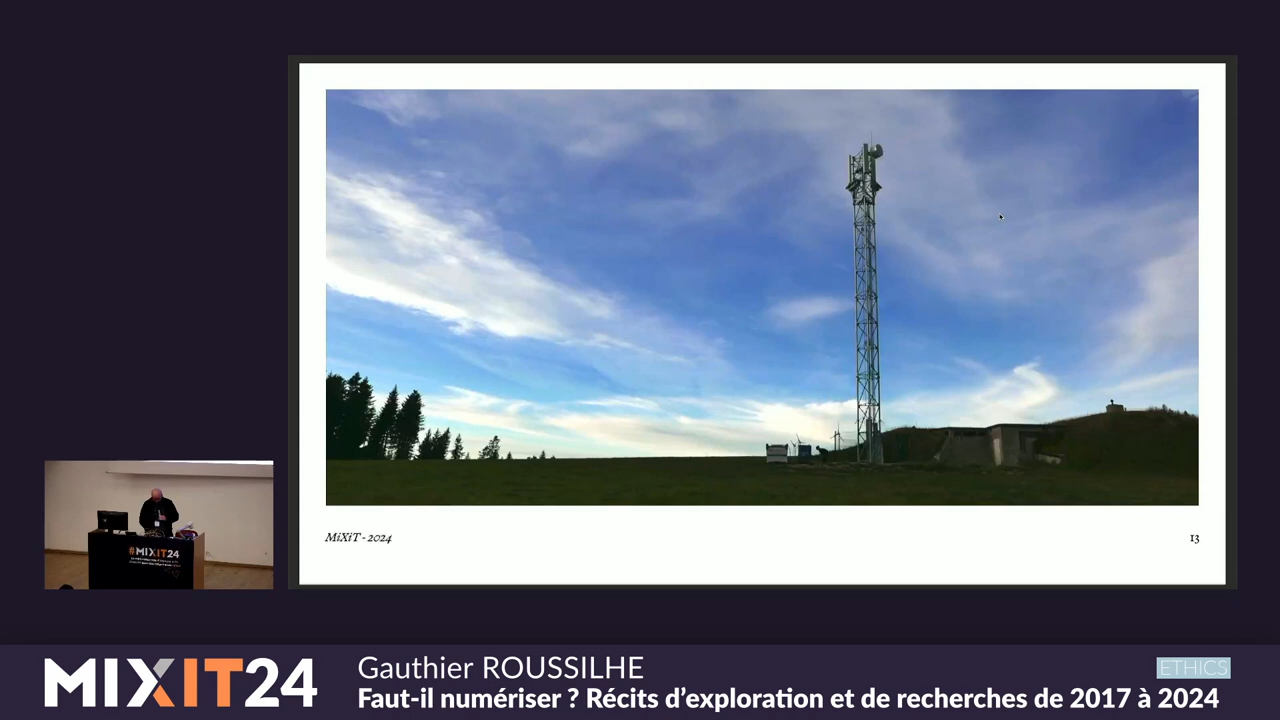 MiXiT - 2024
13
#MIXIT24
MIXIT24
Gauthier ROUSSILHE
ETHICS
Faut-il numériser ? Récits d’exploration et de recherches de 2017 à 2024